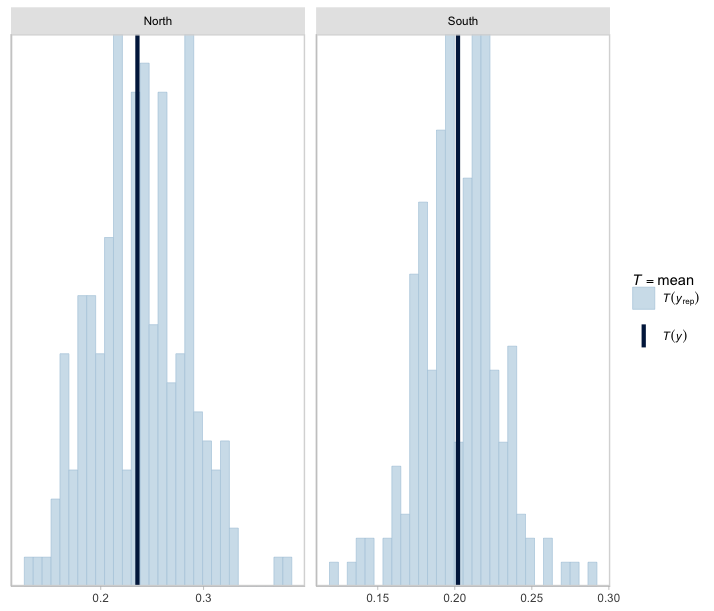 North
South
T = mean
T(yrep)
T(y)
0.2
0.3
0.15
0.20
0.25
0.30